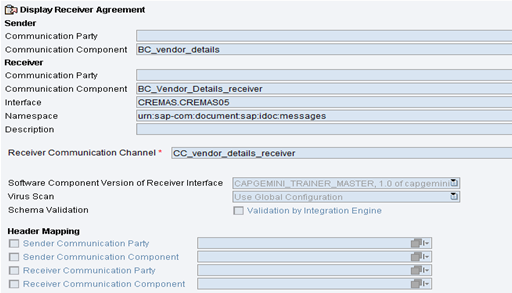 Display Receiver Agreement
Sender
Communication Party
Communication Component BC_vendor_details
Receiver
Communication Party
Communication Component BC_Vendor_Details_receiver
Interface CREMAS.CREMAS05
Namespace urn:sap-com:document:sap:idoc:messages
Description
Receiver Communication Channel * CC_vendor_details_receiver
Software Component Version of Receiver Interface CAPGEMINI_TRAINER_MASTER, 1.0 of capgemini
Virus Scan Use Global Configuration
Schema Validation Validation by Integration Engine
Header Mapping
Sender Communication Party
Sender Communication Component
Receiver Communication Party
Receiver Communication Component